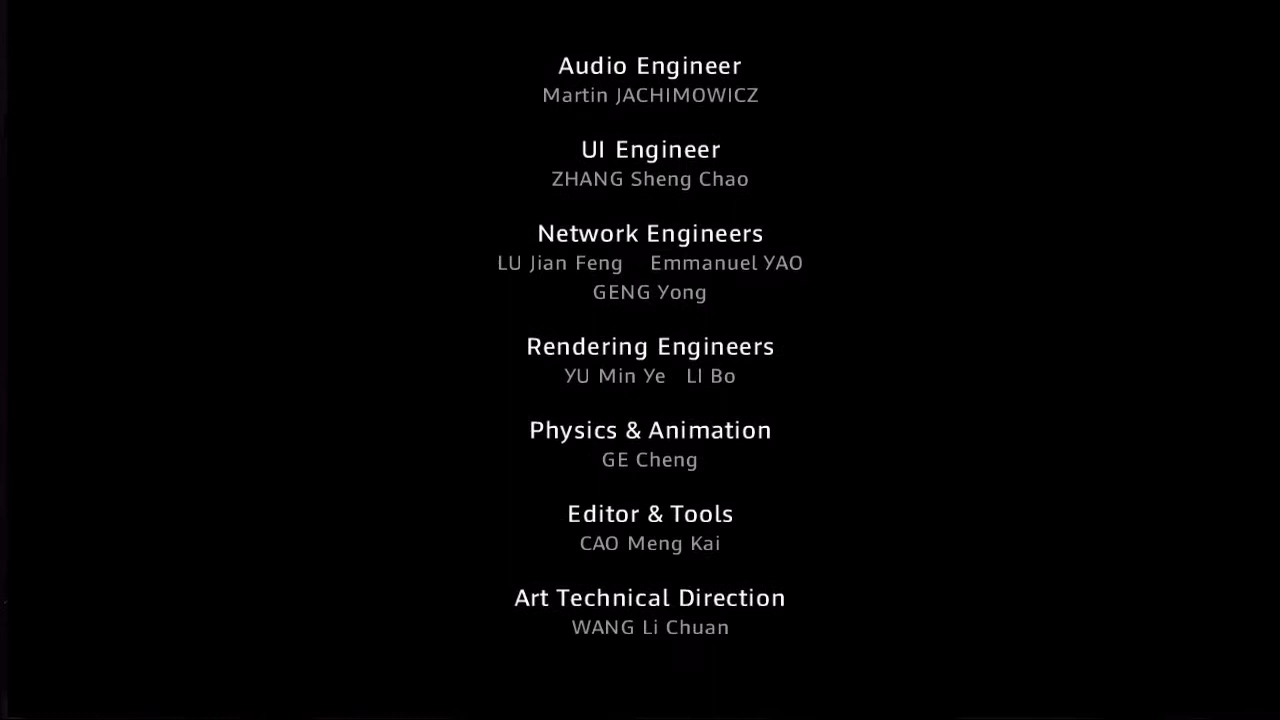 Audio Engineer
Martin JACHIMOWICZ
UI Engineer
ZHANG Sheng Chao
Network Engineers
LU Jian Feng Emmanuel YAO
GENG Yong
Rendering Engineers
YU Min Ye LI Bo
Physics & Animation
GE Cheng
Editor & Tools
CAO Meng Kai
Art Technical Direction
WANG Li Chuan